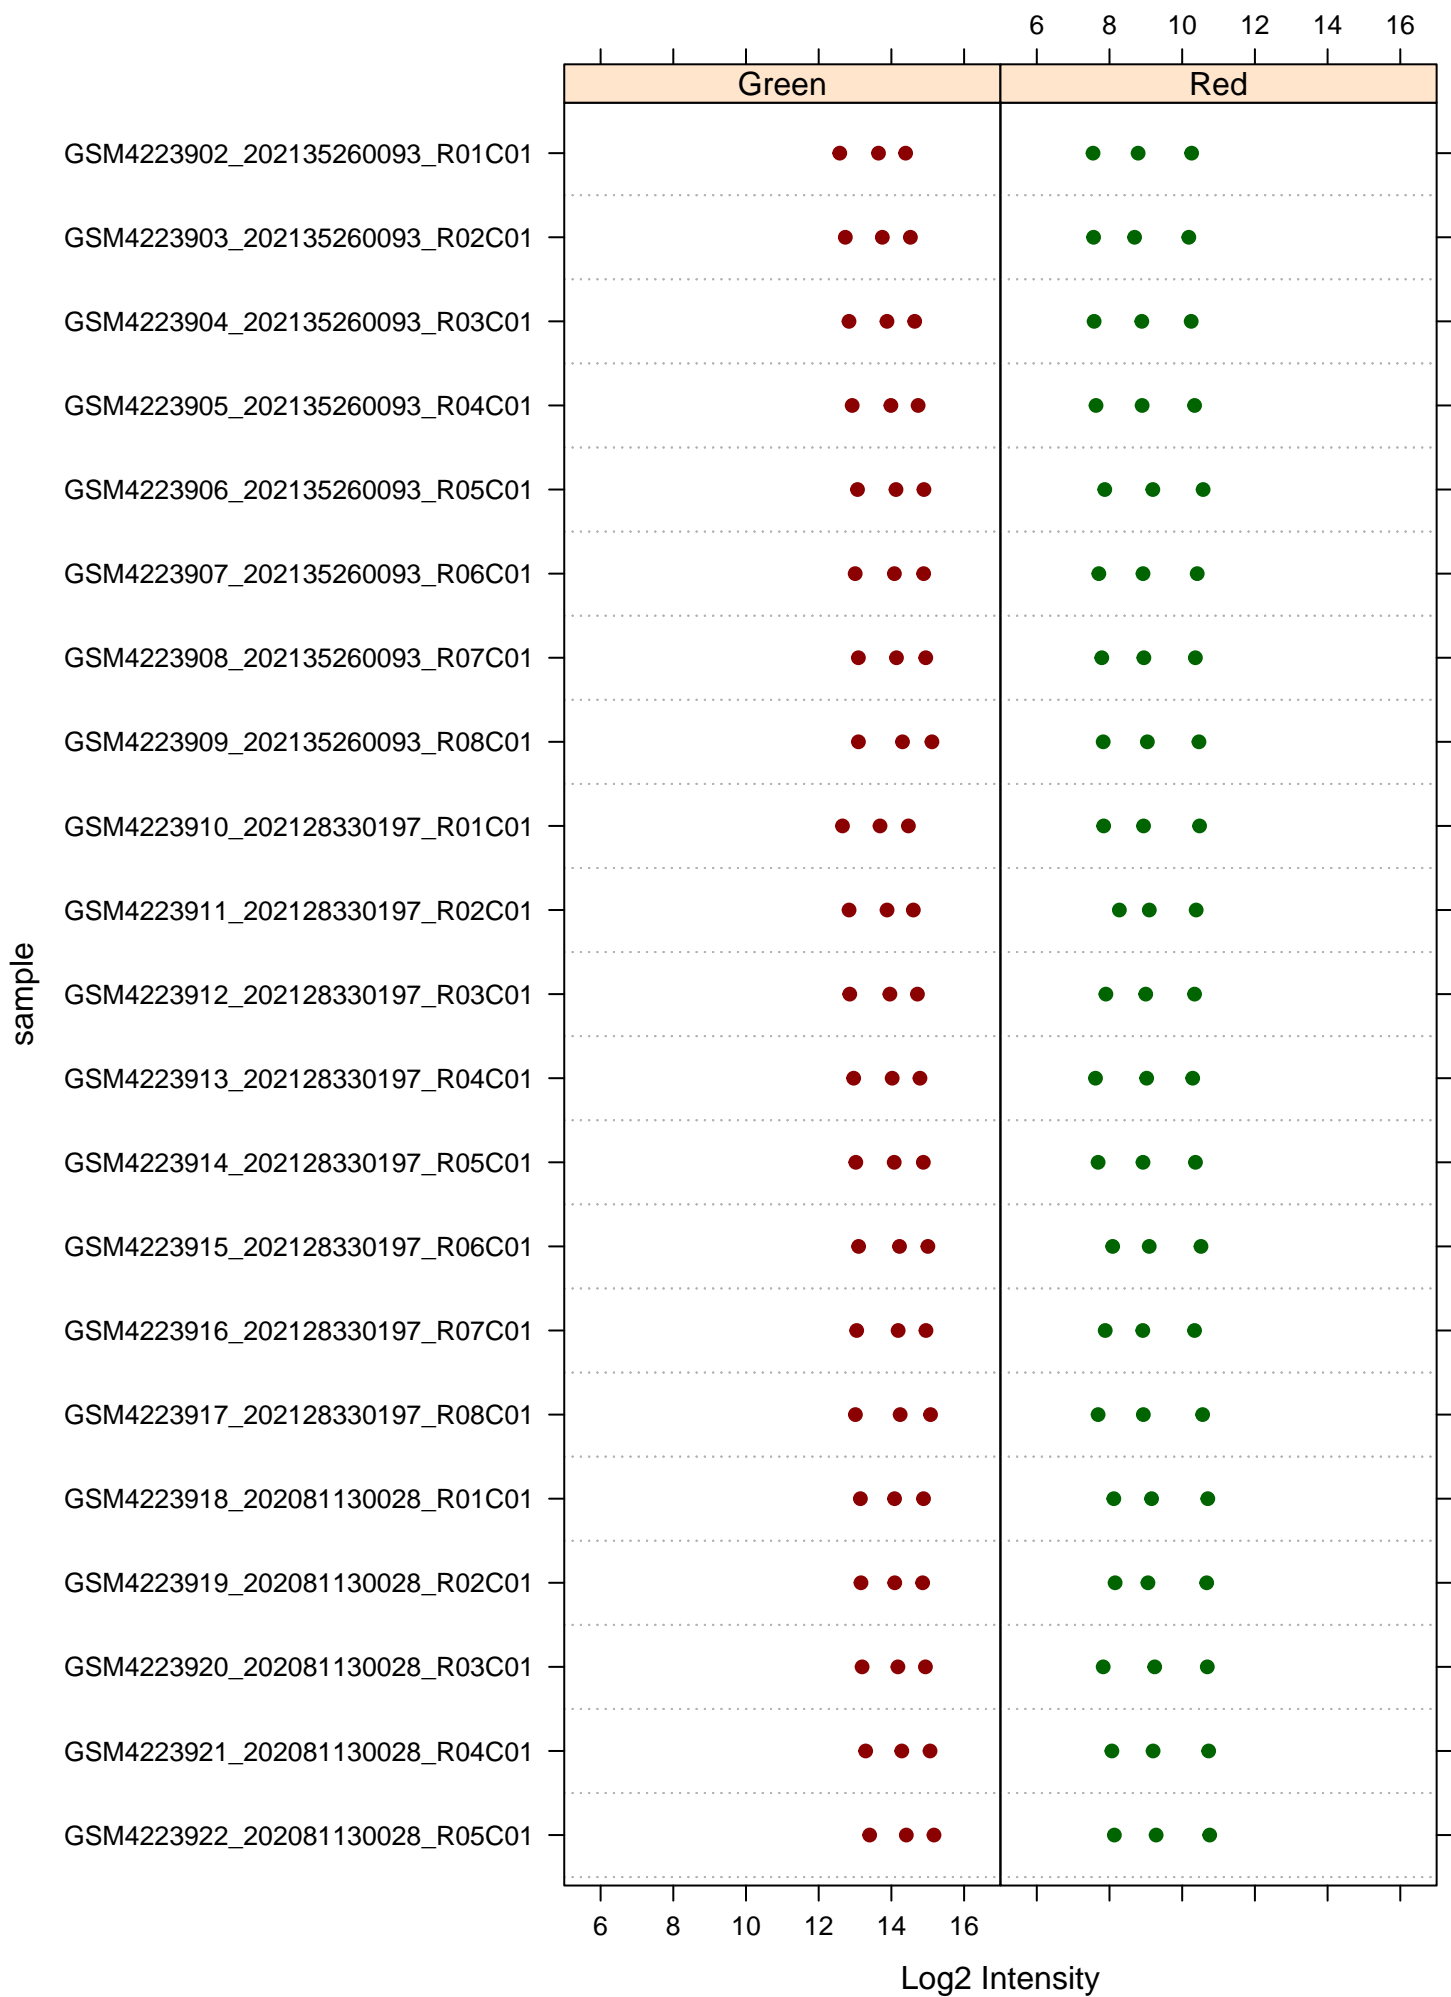 6 8 10 12 14 16
Green Red
GSM4223902_202135260093_R01C01
GSM4223903_202135260093_R02C01
GSM4223904_202135260093_R03C01
GSM4223905_202135260093_R04C01
GSM4223906_202135260093_R05C01
GSM4223907_202135260093_R06C01
GSM4223908_202135260093_R07C01
GSM4223909_202135260093_R08C01
GSM4223910_202128330197_R01C01
GSM4223911_202128330197_R02C01
GSM4223912_202128330197_R03C01
GSM4223913_202128330197_R04C01
GSM4223914_202128330197_R05C01
GSM4223915_202128330197_R06C01
GSM4223916_202128330197_R07C01
GSM4223917_202128330197_R08C01
GSM4223918_202081130028_R01C01
GSM4223919_202081130028_R02C01
GSM4223920_202081130028_R03C01
GSM4223921_202081130028_R04C01
GSM4223922_202081130028_R05C01
sample
6 8 10 12 14 16
Log2 Intensity